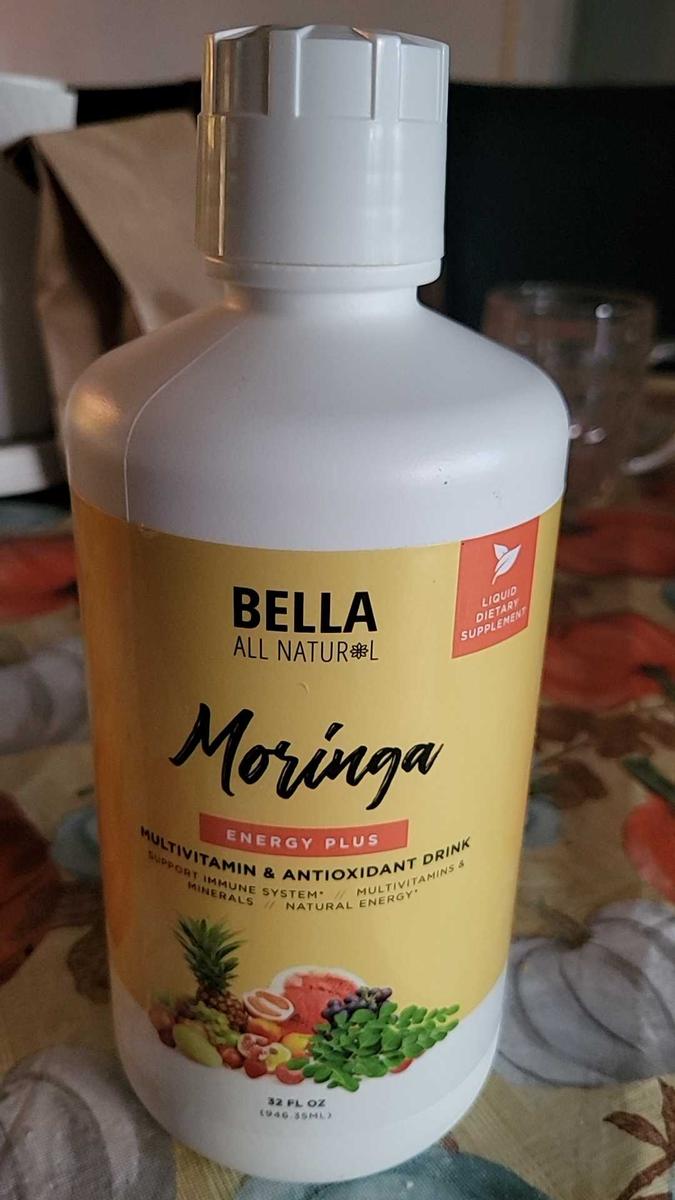 BELLA
ALL NATURAL
LIQUID
DIETARY
SUPPLEMENT
Moringa
ENERGY PLUS
MULTIVITAMIN & ANTIOXIDANT DRINK
SUPPORT IMMUNE SYSTEM* // MULTIVITAMINS &
MINERALS // NATURAL ENERGY*
32 FL OZ
(946.35ML)